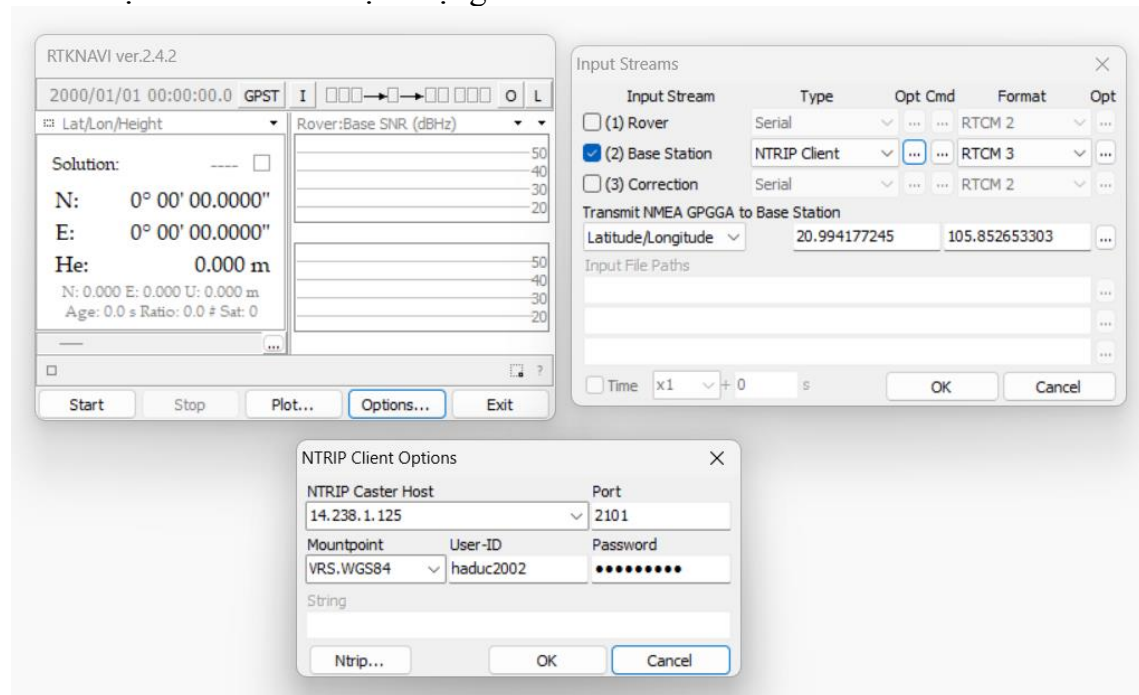 RTKNAVI ver.2.4.2
2000/01/01 00:00:00.0 GPST I O L
Lat/Lon/Height
Rover:Base SNR (dBHz)
Solution: ----
N: 0° 00' 00.0000"
E: 0° 00' 00.0000"
He: 0.000 m
N: 0.000 E: 0.000 U: 0.000 m
Age: 0.0 s Ratio: 0.0 # Sat: 0
50
40
30
20
50
40
30
20
...
?
Start Stop Plot... Options... Exit
Input Streams
Input Stream Type Opt Cmd Format Opt
(1) Rover Serial ... ... RTCM 2 ...
(2) Base Station NTRIP Client ... ... RTCM 3 ...
(3) Correction Serial ... ... RTCM 2 ...
Transmit NMEA GPGGA to Base Station
Latitude/Longitude 20.994177245 105.852653303 ...
Input File Paths
...
...
...
Time x1 + 0 s OK Cancel
NTRIP Client Options
NTRIP Caster Host Port
14.238.1.125 2101
Mountpoint User-ID Password
VRS.WGS84 haduc2002 •••••••••
String
Ntrip... OK Cancel